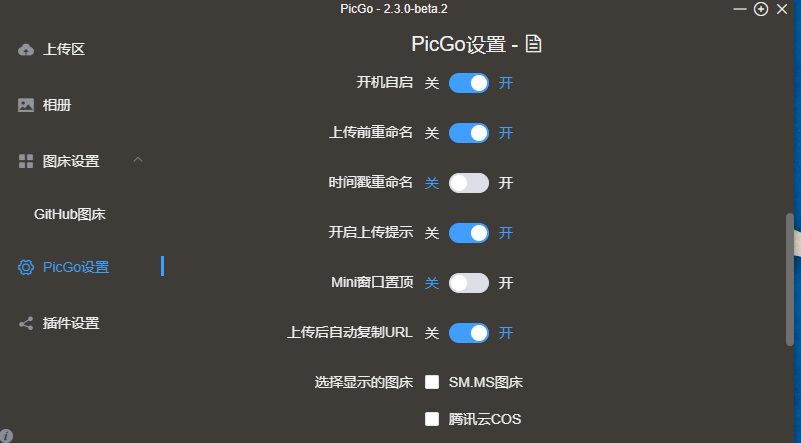 PicGo - 2.3.0-beta.2
上传区
相册
图床设置
GitHub图床
PicGo设置
插件设置
PicGo设置 -
开机自启 关 开
上传前重命名 关 开
时间戳重命名 关 开
开启上传提示 关 开
Mini窗口置顶 关 开
上传后自动复制URL 关 开
选择显示的图床 SM.MS图床
腾讯云COS